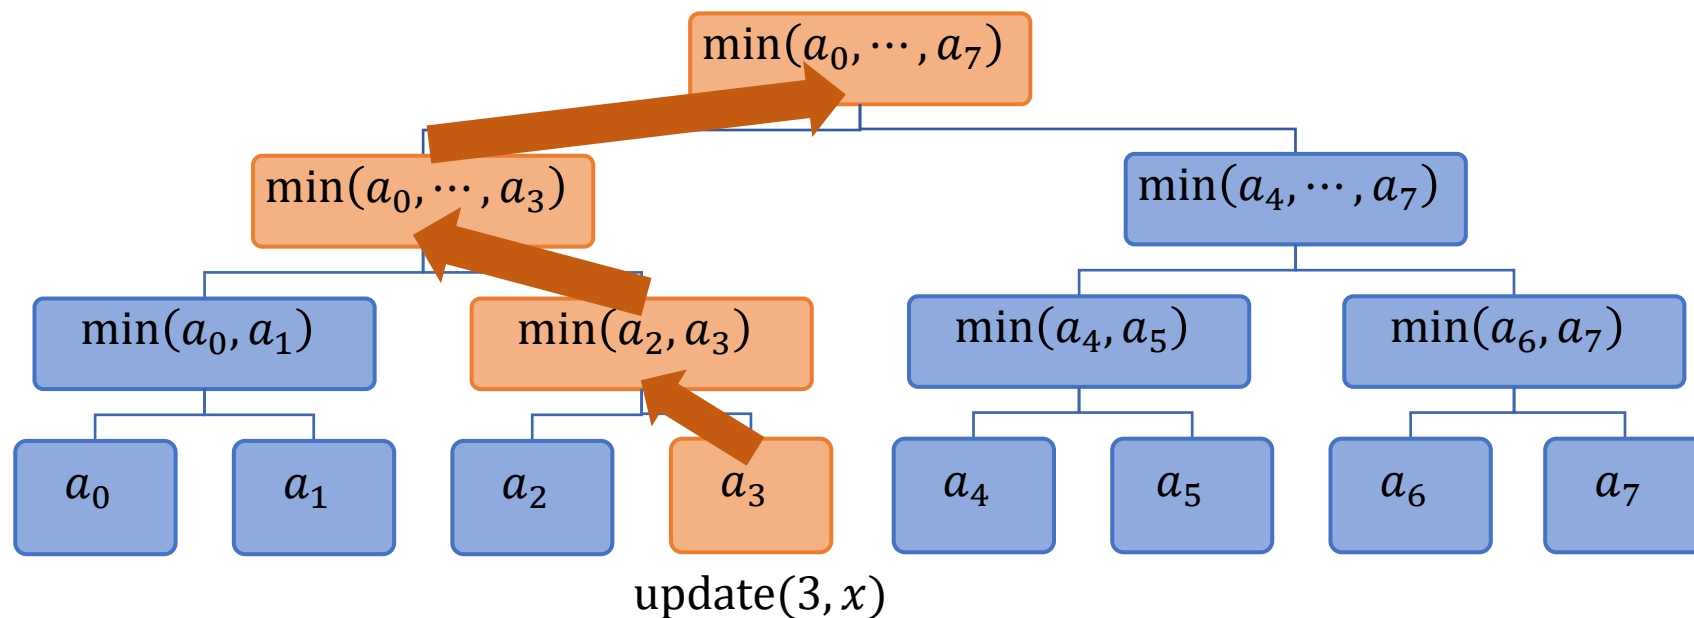 min(a₀, ⋯ , a₇)
min(a₀, ⋯ , a₃)
min(a₄, ⋯ , a₇)
min(a₀, a₁)
min(a₂, a₃)
min(a₄, a₅)
min(a₆, a₇)
a₀
a₁
a₂
a₃
a₄
a₅
a₆
a₇
update(3, x)